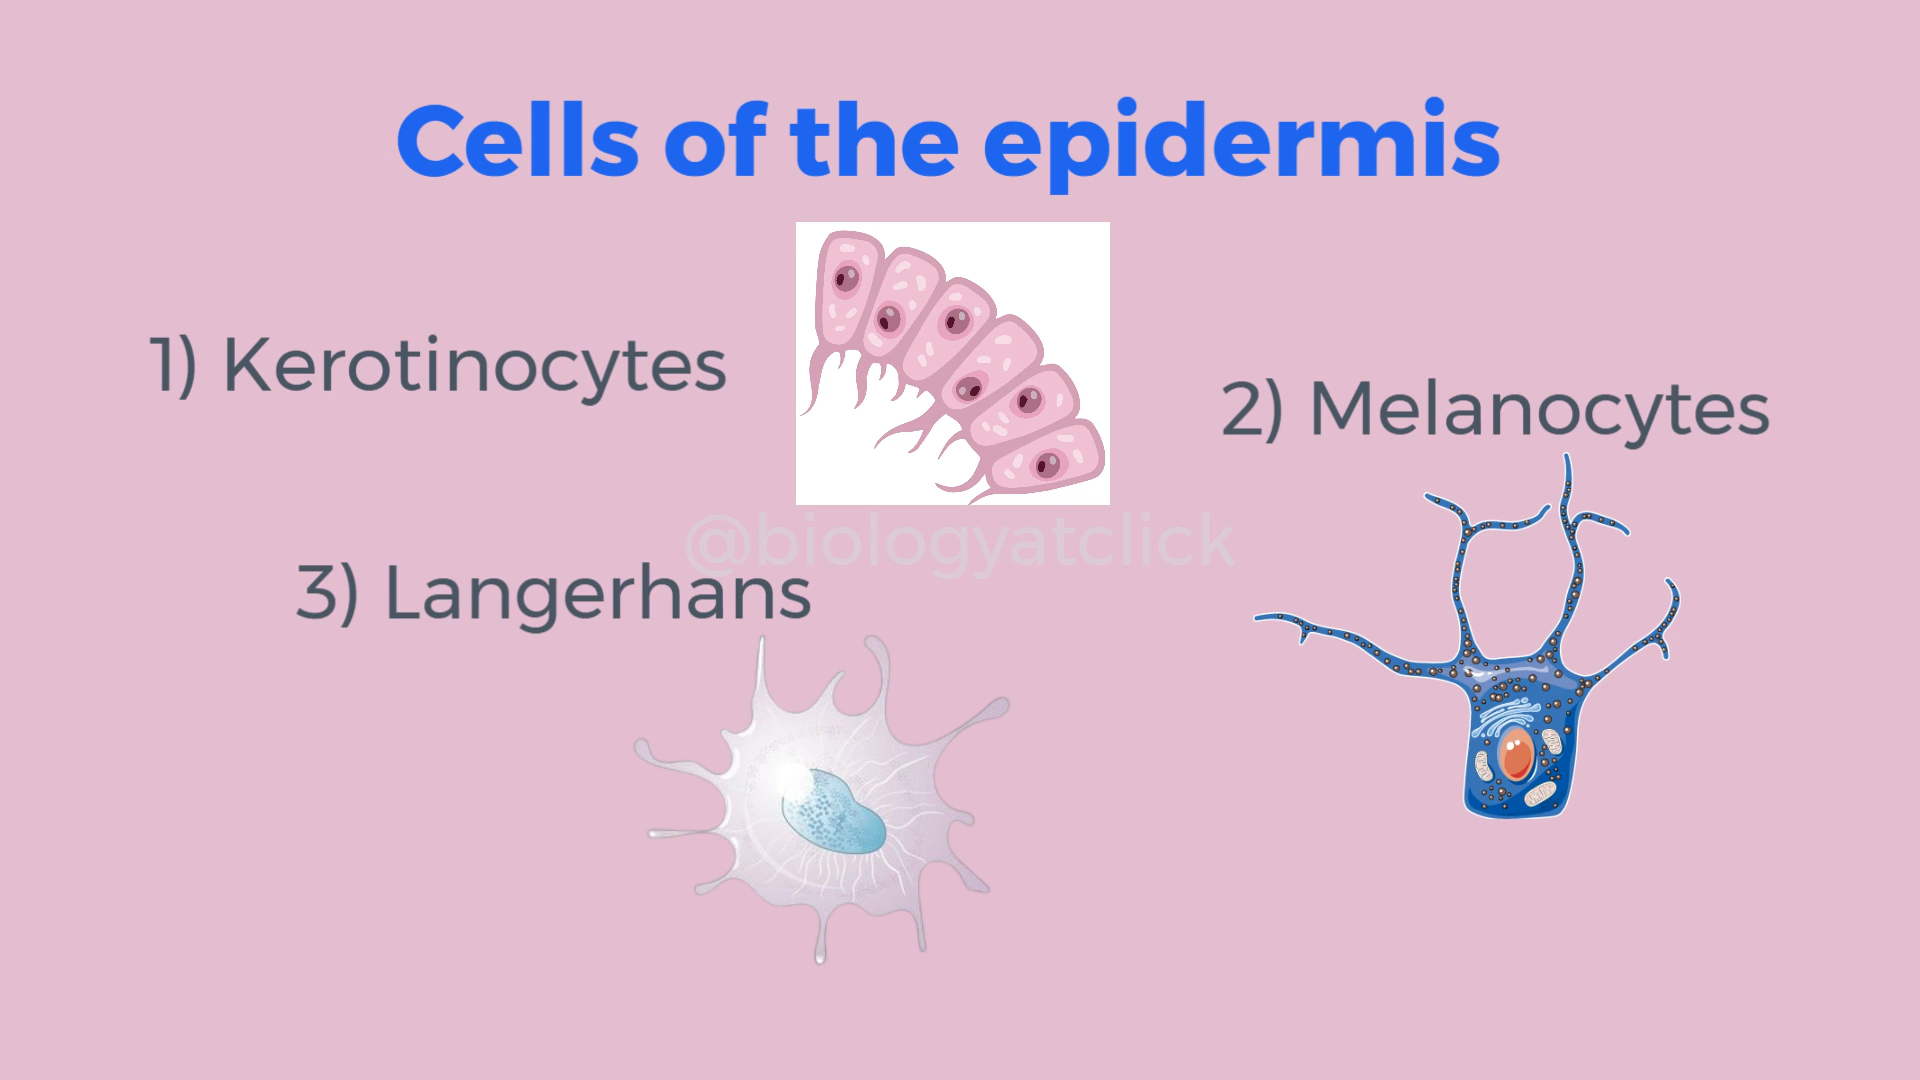 Cells of the epidermis
1) Kerotinocytes
2) Melanocytes
@biologyatclick
3) Langerhans